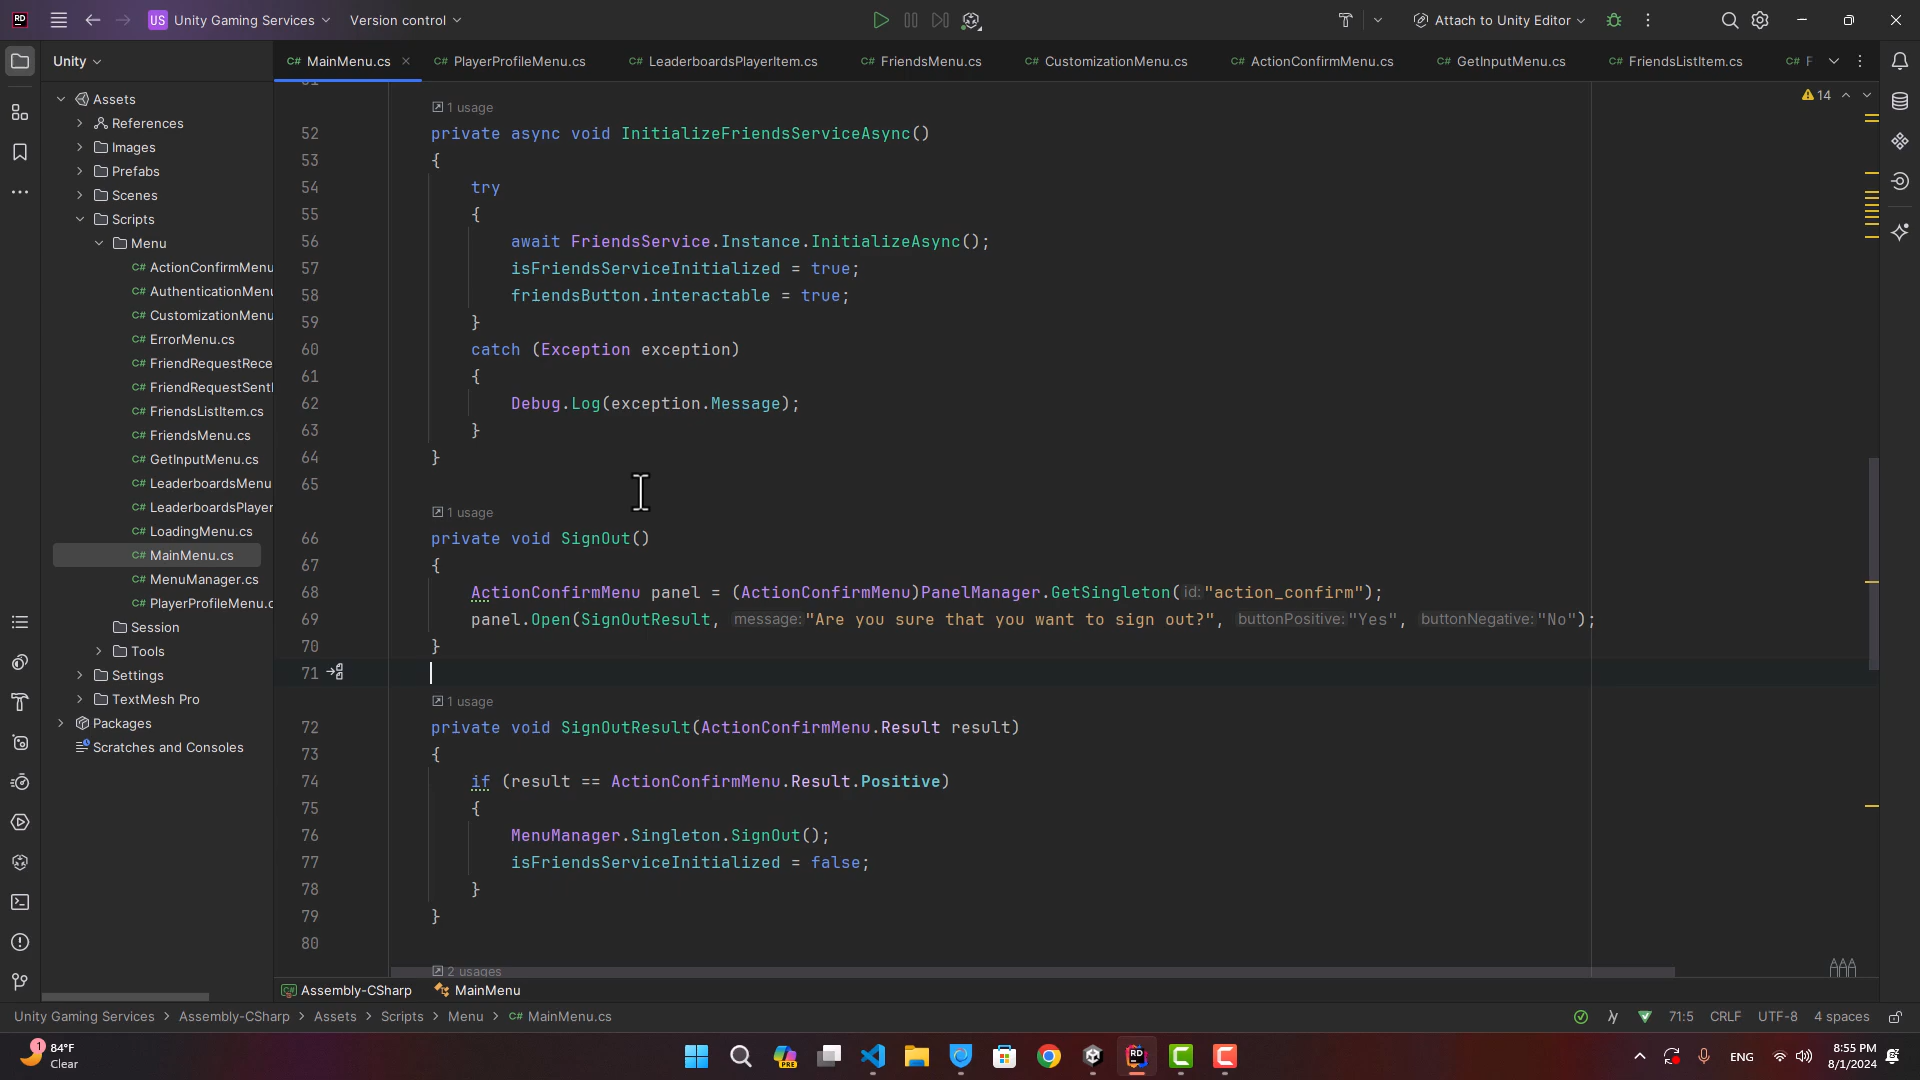 US Unity Gaming Services Version control Attach to Unity Editor
Unity
C# MainMenu.cs C# PlayerProfileMenu.cs C# LeaderboardsPlayerItem.cs C# FriendsMenu.cs C# CustomizationMenu.cs C# ActionConfirmMenu.cs C# GetInputMenu.cs C# FriendsListItem.cs C# F
Assets
References
Images
Prefabs
Scenes
Scripts
Menu
C# ActionConfirmMenu
C# AuthenticationMenu
C# CustomizationMenu
C# ErrorMenu.cs
C# FriendRequestRece
C# FriendRequestSent
C# FriendsListItem.cs
C# FriendsMenu.cs
C# GetInputMenu.cs
C# LeaderboardsMenu
C# LeaderboardsPlayer
C# LoadingMenu.cs
C# MainMenu.cs
C# MenuManager.cs
C# PlayerProfileMenu.c
Session
Tools
Settings
TextMesh Pro
Packages
Scratches and Consoles
14
1 usage
52 private async void InitializeFriendsServiceAsync()
53 {
54 try
55 {
56 await FriendsService.Instance.InitializeAsync();
57 isFriendsServiceInitialized = true;
58 friendsButton.interactable = true;
59 }
60 catch (Exception exception)
61 {
62 Debug.Log(exception.Message);
63 }
64 }
65
1 usage
66 private void SignOut()
67 {
68 ActionConfirmMenu panel = (ActionConfirmMenu)PanelManager.GetSingleton(id:"action_confirm");
69 panel.Open(SignOutResult, message:"Are you sure that you want to sign out?", buttonPositive:"Yes", buttonNegative:"No");
70 }
71
1 usage
72 private void SignOutResult(ActionConfirmMenu.Result result)
73 {
74 if (result == ActionConfirmMenu.Result.Positive)
75 {
76 MenuManager.Singleton.SignOut();
77 isFriendsServiceInitialized = false;
78 }
79 }
80
2 usages
Assembly-CSharp MainMenu
Unity Gaming Services > Assembly-CSharp > Assets > Scripts > Menu > C# MainMenu.cs 71:5 CRLF UTF-8 4 spaces
1 84°F
Clear
PRE
RD
ENG
8:55 PM
8/1/2024